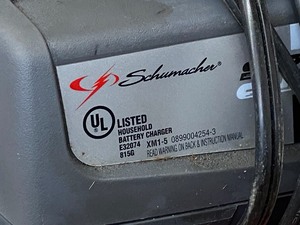 Schumacher®
UL
LISTED
HOUSEHOLD
BATTERY CHARGER
E32074 XM1-5 0899004254-3
815G READ WARNING ON BACK & INSTRUCTION MANUAL